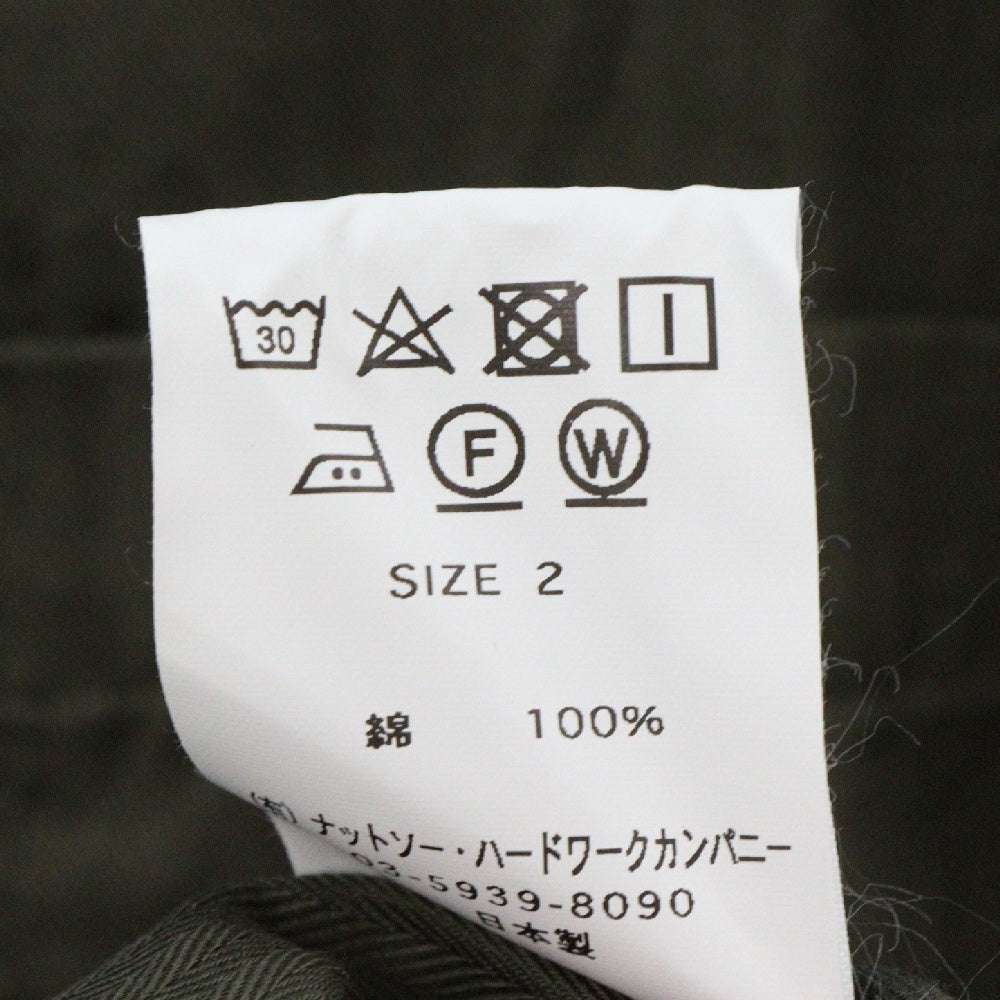 30
F W
SIZE 2
綿 100%
(有)ナットソー・ハードワークカンパニー
03-5939-8090
日本製